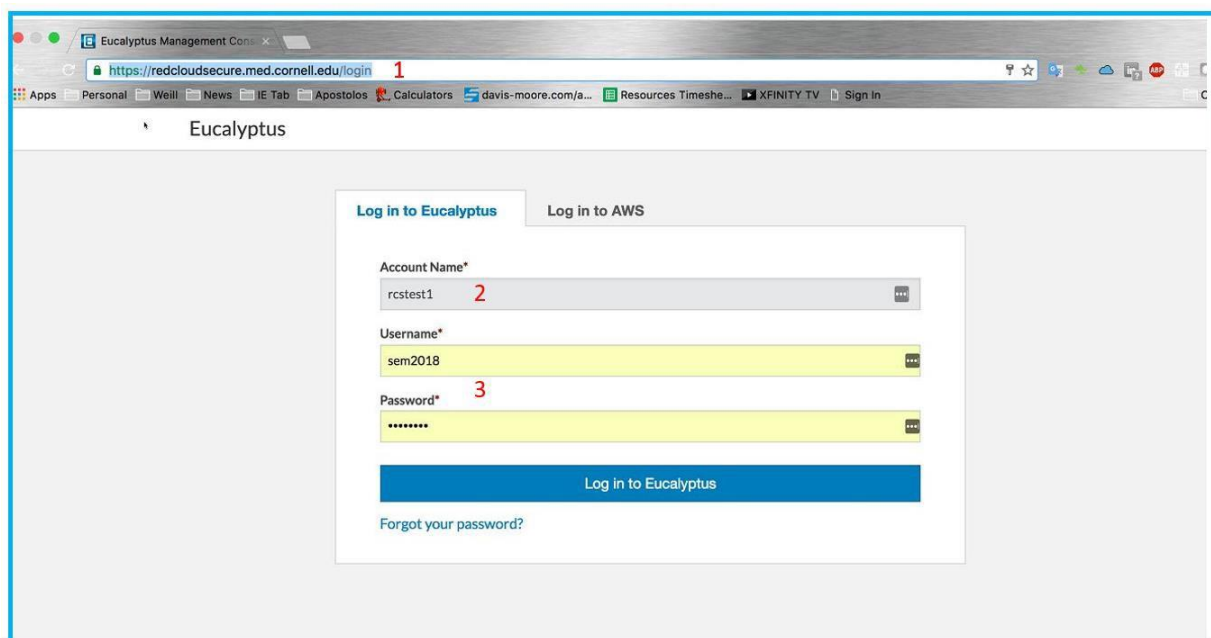 Eucalyptus Management Cons
https://redcloudsecure.med.cornell.edu/login 1
Apps Personal Weill News IE Tab Apostolos Calculators davis-moore.com/a... Resources Timeshe... XFINITY TV Sign In
Eucalyptus
Log in to Eucalyptus Log in to AWS
Account Name*
rcstest1 2
Username*
sem2018
Password* 3
••••••••
Log in to Eucalyptus
Forgot your password?